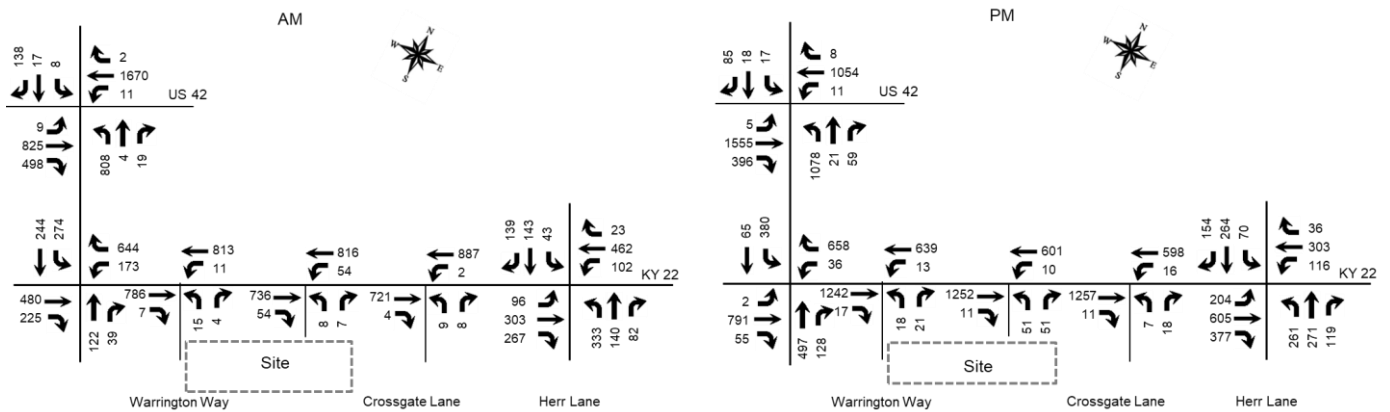 AM
N
W
E
S
138 17 8
2
1670
11
US 42
9
825
498
808 4 19
244 274
644
173
813
11
816
54
887
2
139 143 43
23
462
102
KY 22
480
225
122 39
786
7
15 4
736
54
8 7
721
4
9 8
96
303
267
333 140 82
Site
Warrington Way Crossgate Lane Herr Lane
PM
N
W
E
S
85 18 17
8
1054
11
US 42
5
1555
396
1078 21 59
65 380
658
36
639
13
601
10
598
16
154 264 70
36
303
116
KY 22
2
791
55
497 128
1242
17
18 21
1252
11
51 51
1257
11
7 18
204
605
377
261 271 119
Site
Warrington Way Crossgate Lane Herr Lane